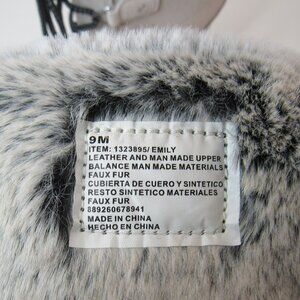 9M
ITEM: 1323895/ EMILY
LEATHER AND MAN MADE UPPER
BALANCE MAN MADE MATERIALS
FAUX FUR
CUBIERTA DE CUERO Y SINTETICO
RESTO SINTETICO MATERIALES
FAUX FUR
889260678941
MADE IN CHINA
HECHO EN CHINA